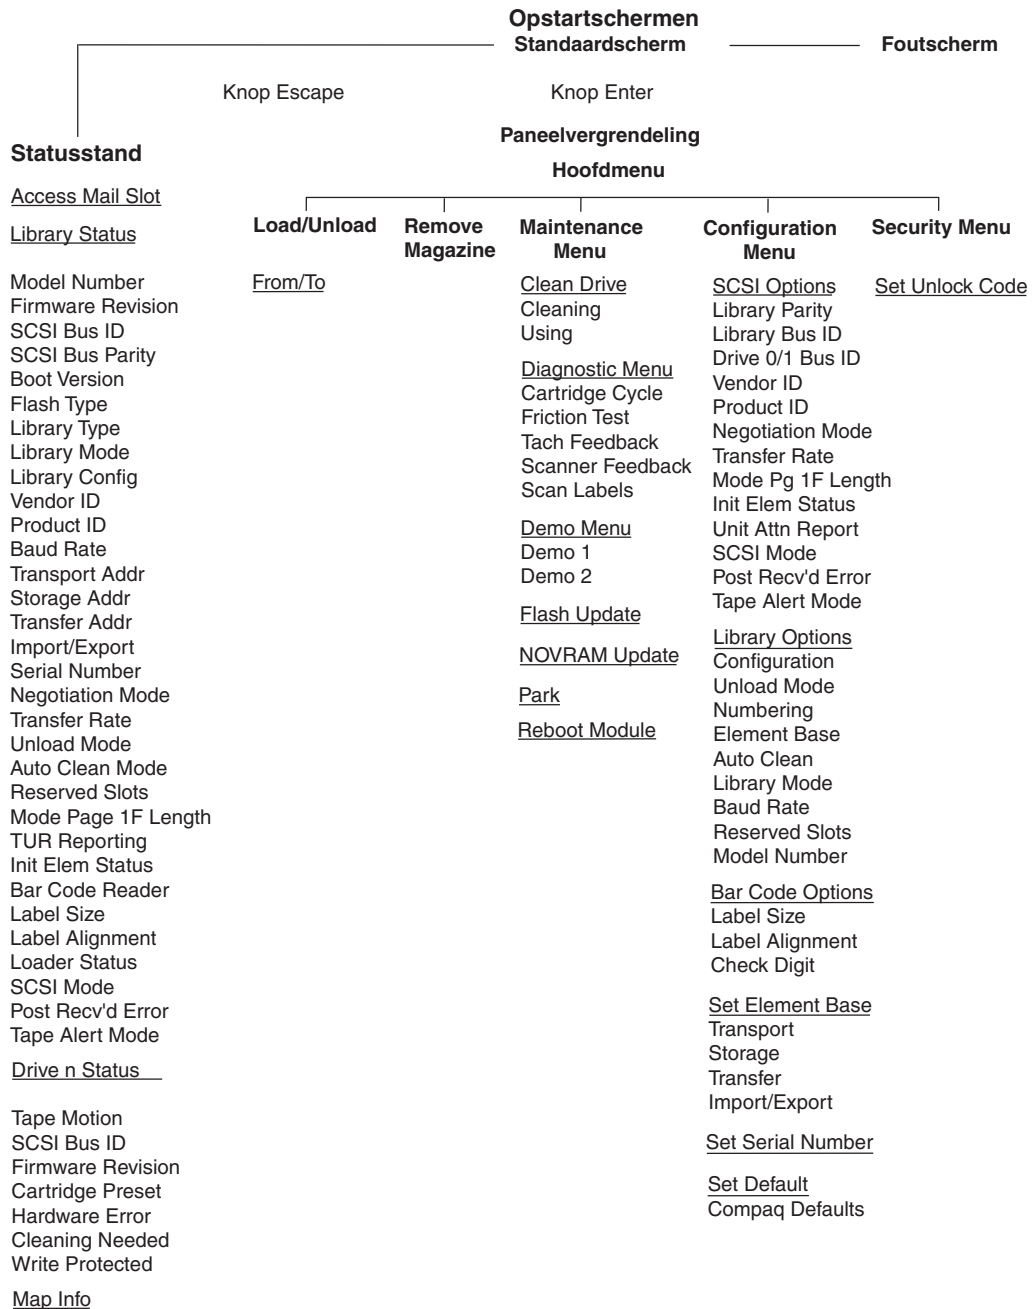 Opstartschermen
Standaardscherm
Foutscherm
Knop Escape
Knop Enter
Paneelvergrendeling
Hoofdmenu
Statusstand
Access Mail Slot
Library Status
Model Number
Firmware Revision
SCSI Bus ID
SCSI Bus Parity
Boot Version
Flash Type
Library Type
Library Mode
Library Config
Vendor ID
Product ID
Baud Rate
Transport Addr
Storage Addr
Transfer Addr
Import/Export
Serial Number
Negotiation Mode
Transfer Rate
Unload Mode
Auto Clean Mode
Reserved Slots
Mode Page 1F Length
TUR Reporting
Init Elem Status
Bar Code Reader
Label Size
Label Alignment
Loader Status
SCSI Mode
Post Recv'd Error
Tape Alert Mode
Drive n Status
Tape Motion
SCSI Bus ID
Firmware Revision
Cartridge Preset
Hardware Error
Cleaning Needed
Write Protected
Map Info
Load/Unload
From/To
Remove
Magazine
Maintenance
Menu
Clean Drive
Cleaning
Using
Diagnostic Menu
Cartridge Cycle
Friction Test
Tach Feedback
Scanner Feedback
Scan Labels
Demo Menu
Demo 1
Demo 2
Flash Update
NOVRAM Update
Park
Reboot Module
Configuration
Menu
SCSI Options
Library Parity
Library Bus ID
Drive 0/1 Bus ID
Vendor ID
Product ID
Negotiation Mode
Transfer Rate
Mode Pg 1F Length
Init Elem Status
Unit Attn Report
SCSI Mode
Post Recv'd Error
Tape Alert Mode
Library Options
Configuration
Unload Mode
Numbering
Element Base
Auto Clean
Library Mode
Baud Rate
Reserved Slots
Model Number
Bar Code Options
Label Size
Label Alignment
Check Digit
Set Element Base
Transport
Storage
Transfer
Import/Export
Set Serial Number
Set Default
Compaq Defaults
Security Menu
Set Unlock Code